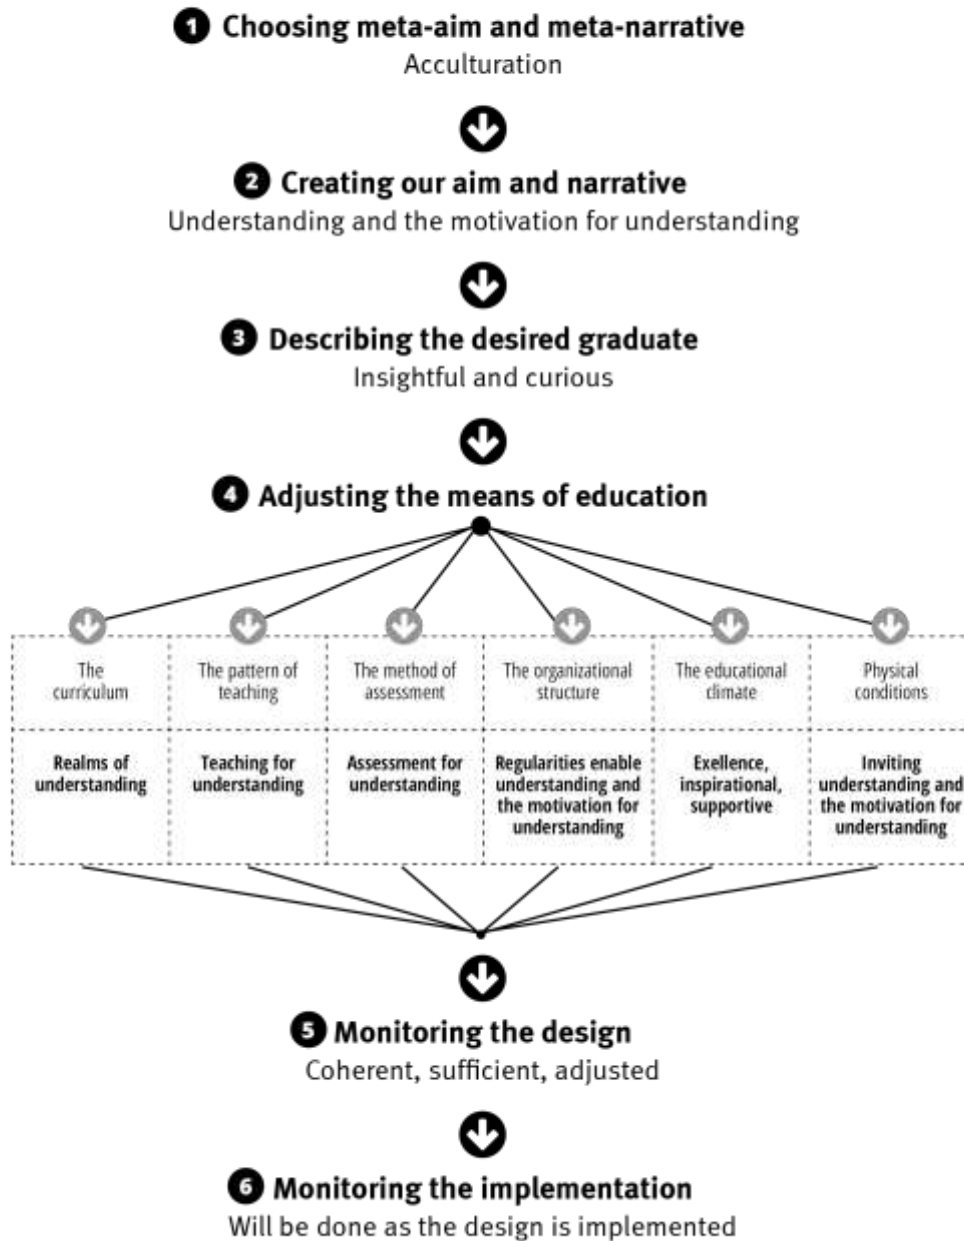 1 Choosing meta-aim and meta-narrative
Acculturation
2 Creating our aim and narrative
Understanding and the motivation for understanding
3 Describing the desired graduate
Insightful and curious
4 Adjusting the means of education
The
curriculum
The pattern of
teaching
The method of
assessment
The organizational
structure
The educational
climate
Physical
conditions
Realms of
understanding
Teaching for
understanding
Assessment for
understanding
Regularities enable
understanding and
the motivation for
understanding
Exellence,
inspirational,
supportive
Inviting
understanding and
the motivation for
understanding
5 Monitoring the design
Coherent, sufficient, adjusted
6 Monitoring the implementation
Will be done as the design is implemented